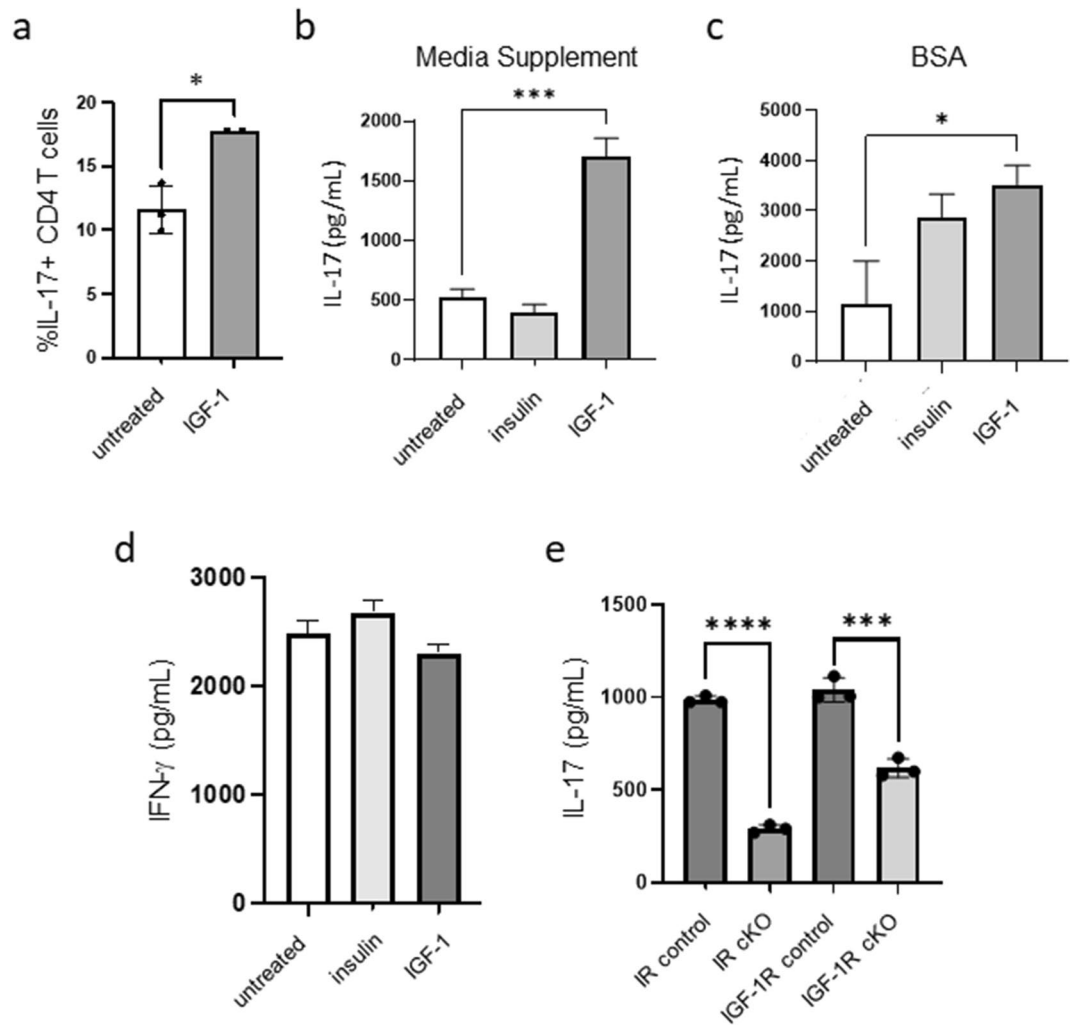 a
b
c
Media Supplement
BSA
*
***
*
%IL-17+ CD4 T cells
20
15
10
5
0
untreated
IGF-1
IL-17 (pg/mL)
2000
1500
1000
500
0
untreated
insulin
IGF-1
IL-17 (pg/mL)
5000
4000
3000
2000
1000
0
untreated
insulin
IGF-1
d
e
IFN-γ (pg/mL)
3000
2000
1000
0
untreated
insulin
IGF-1
IL-17 (pg/mL)
1500
1000
500
0
****
***
IR control
IR cKO
IGF-1R control
IGF-1R cKO